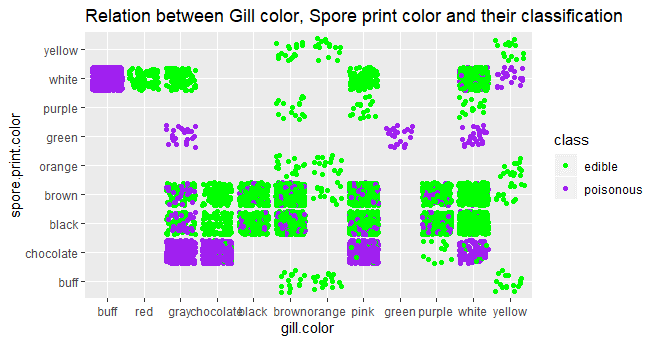 Relation between Gill color, Spore print color and their classification
yellow
white
purple
green
orange
brown
black
chocolate
buff
spore.print.color
buff red gray chocolate black brown orange pink green purple white yellow
gill.color
class
edible
poisonous